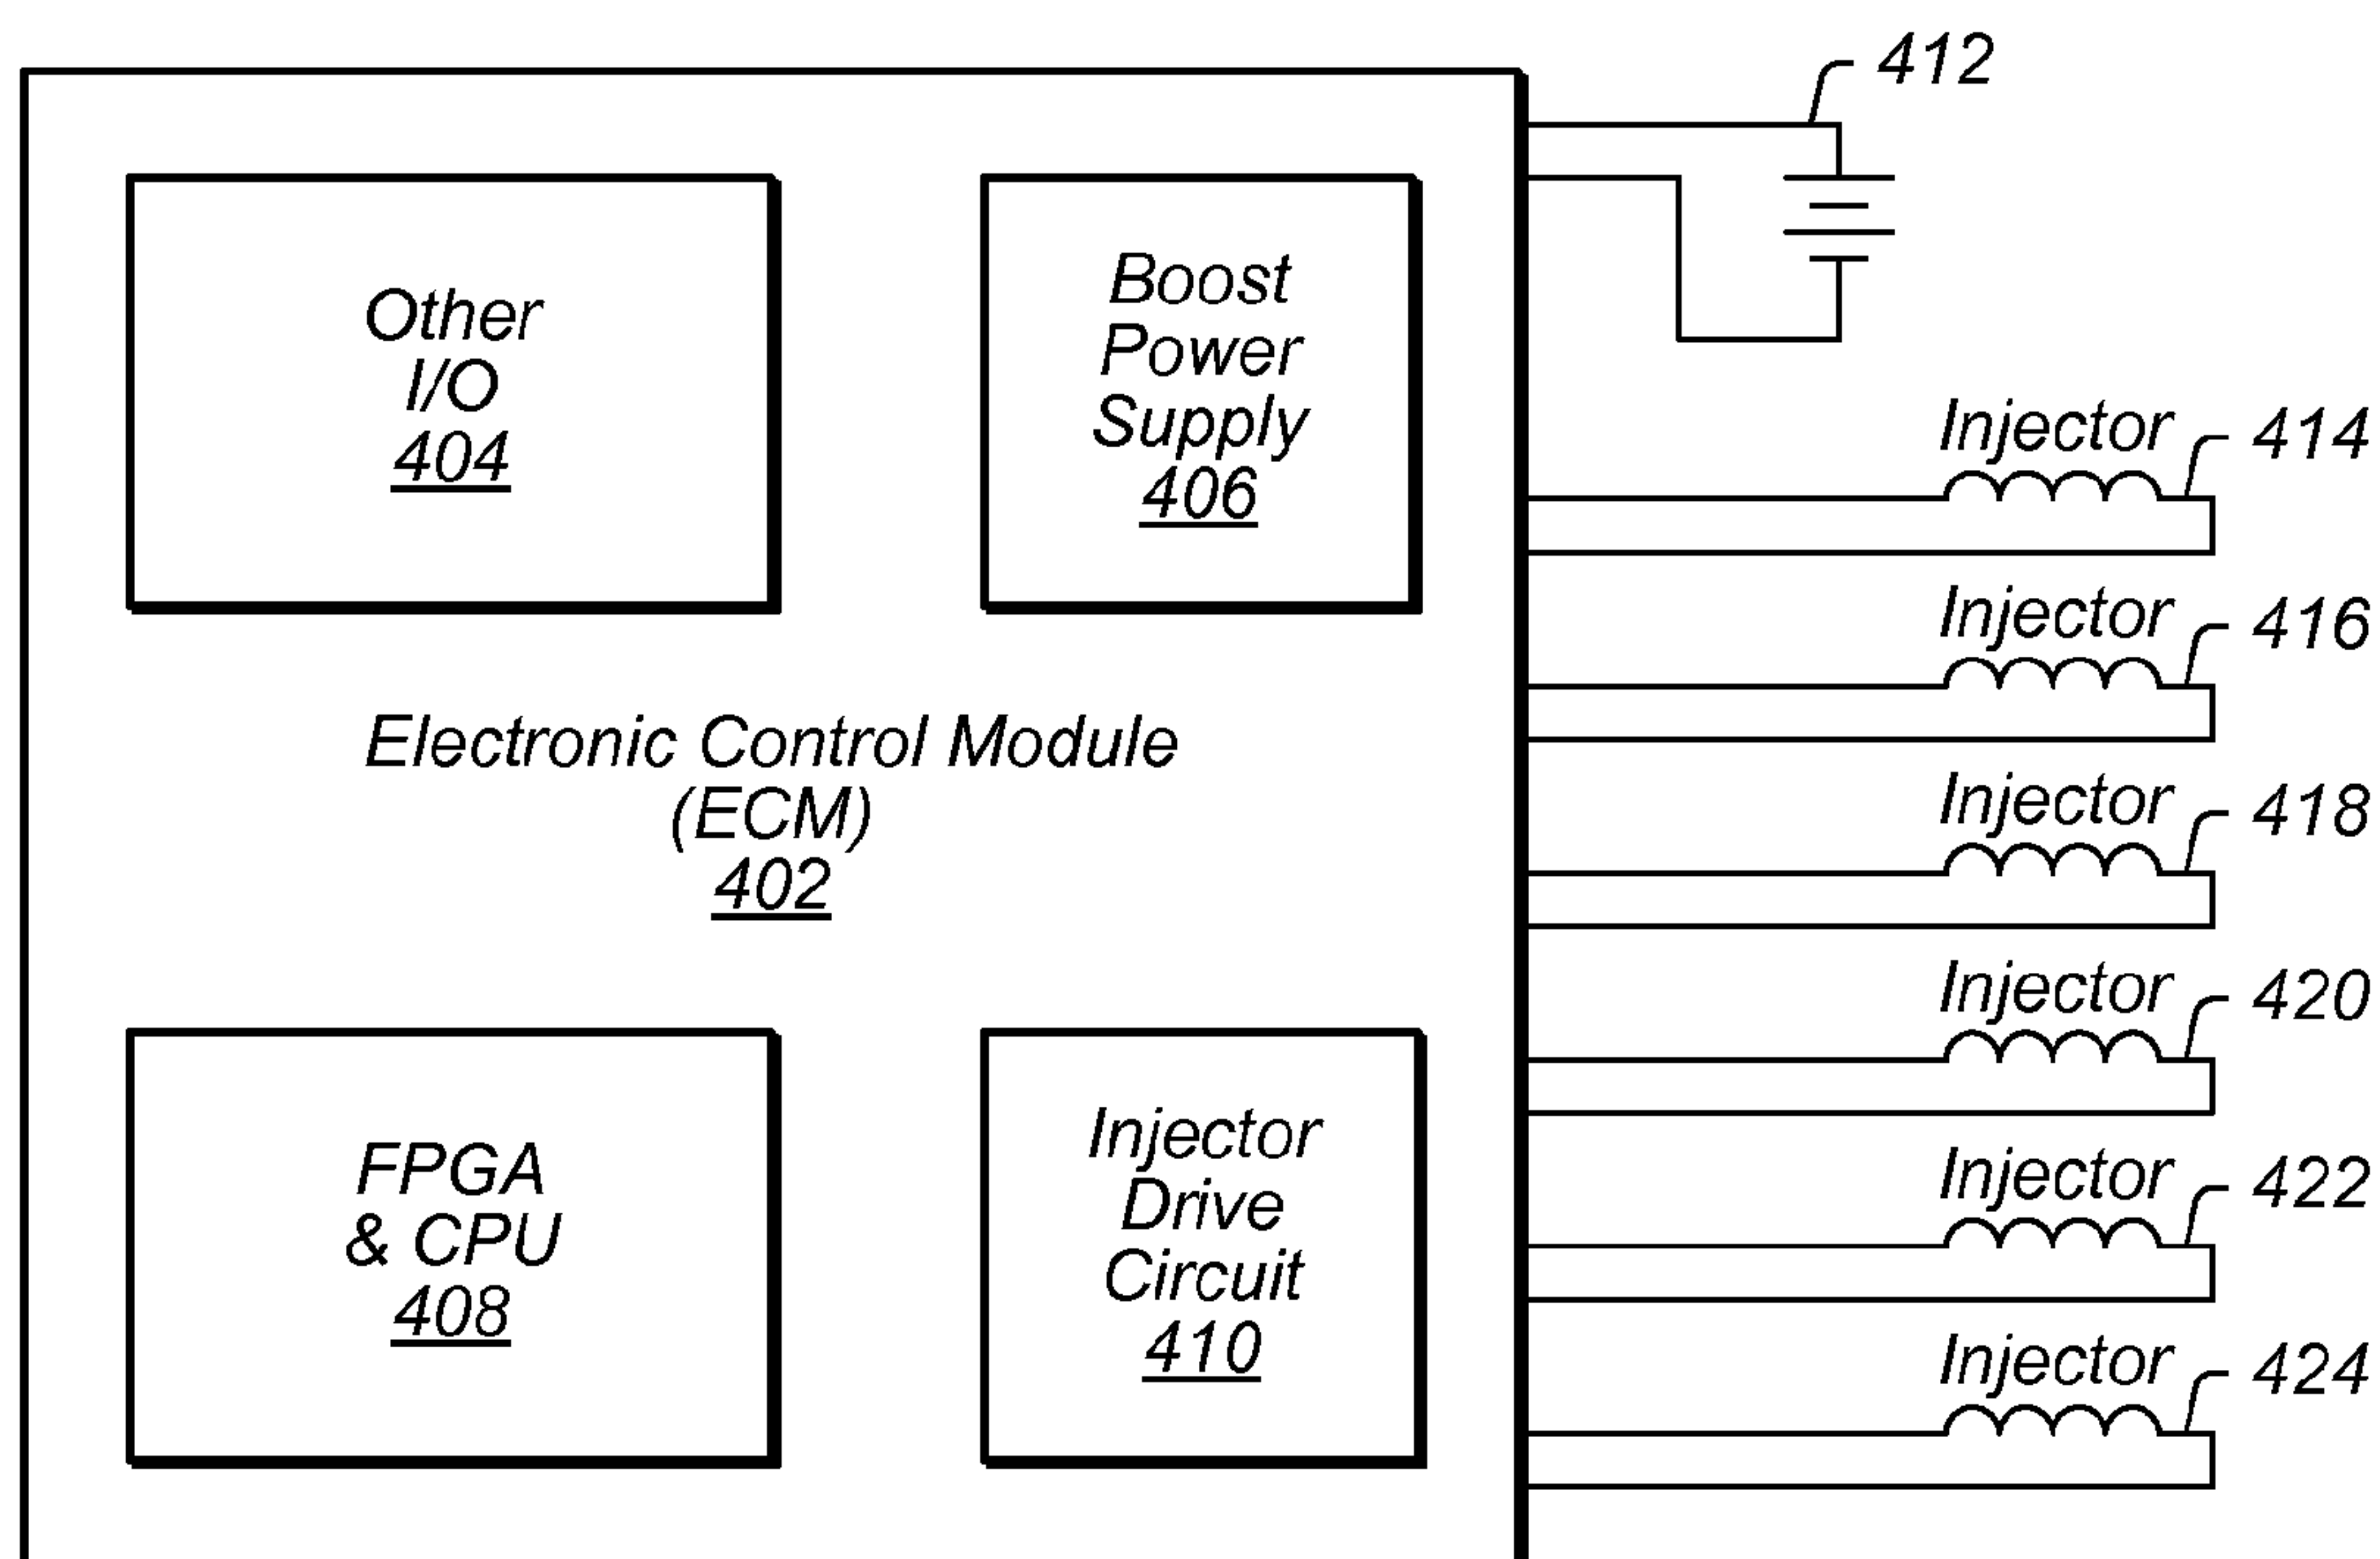 412
Other
I/O
404
Boost
Power
Supply
406
Injector 414
Injector 416
Electronic Control Module
(ECM)
402
Injector 418
Injector 420
FPGA
& CPU
408
Injector
Drive
Circuit
410
Injector 422
Injector 424